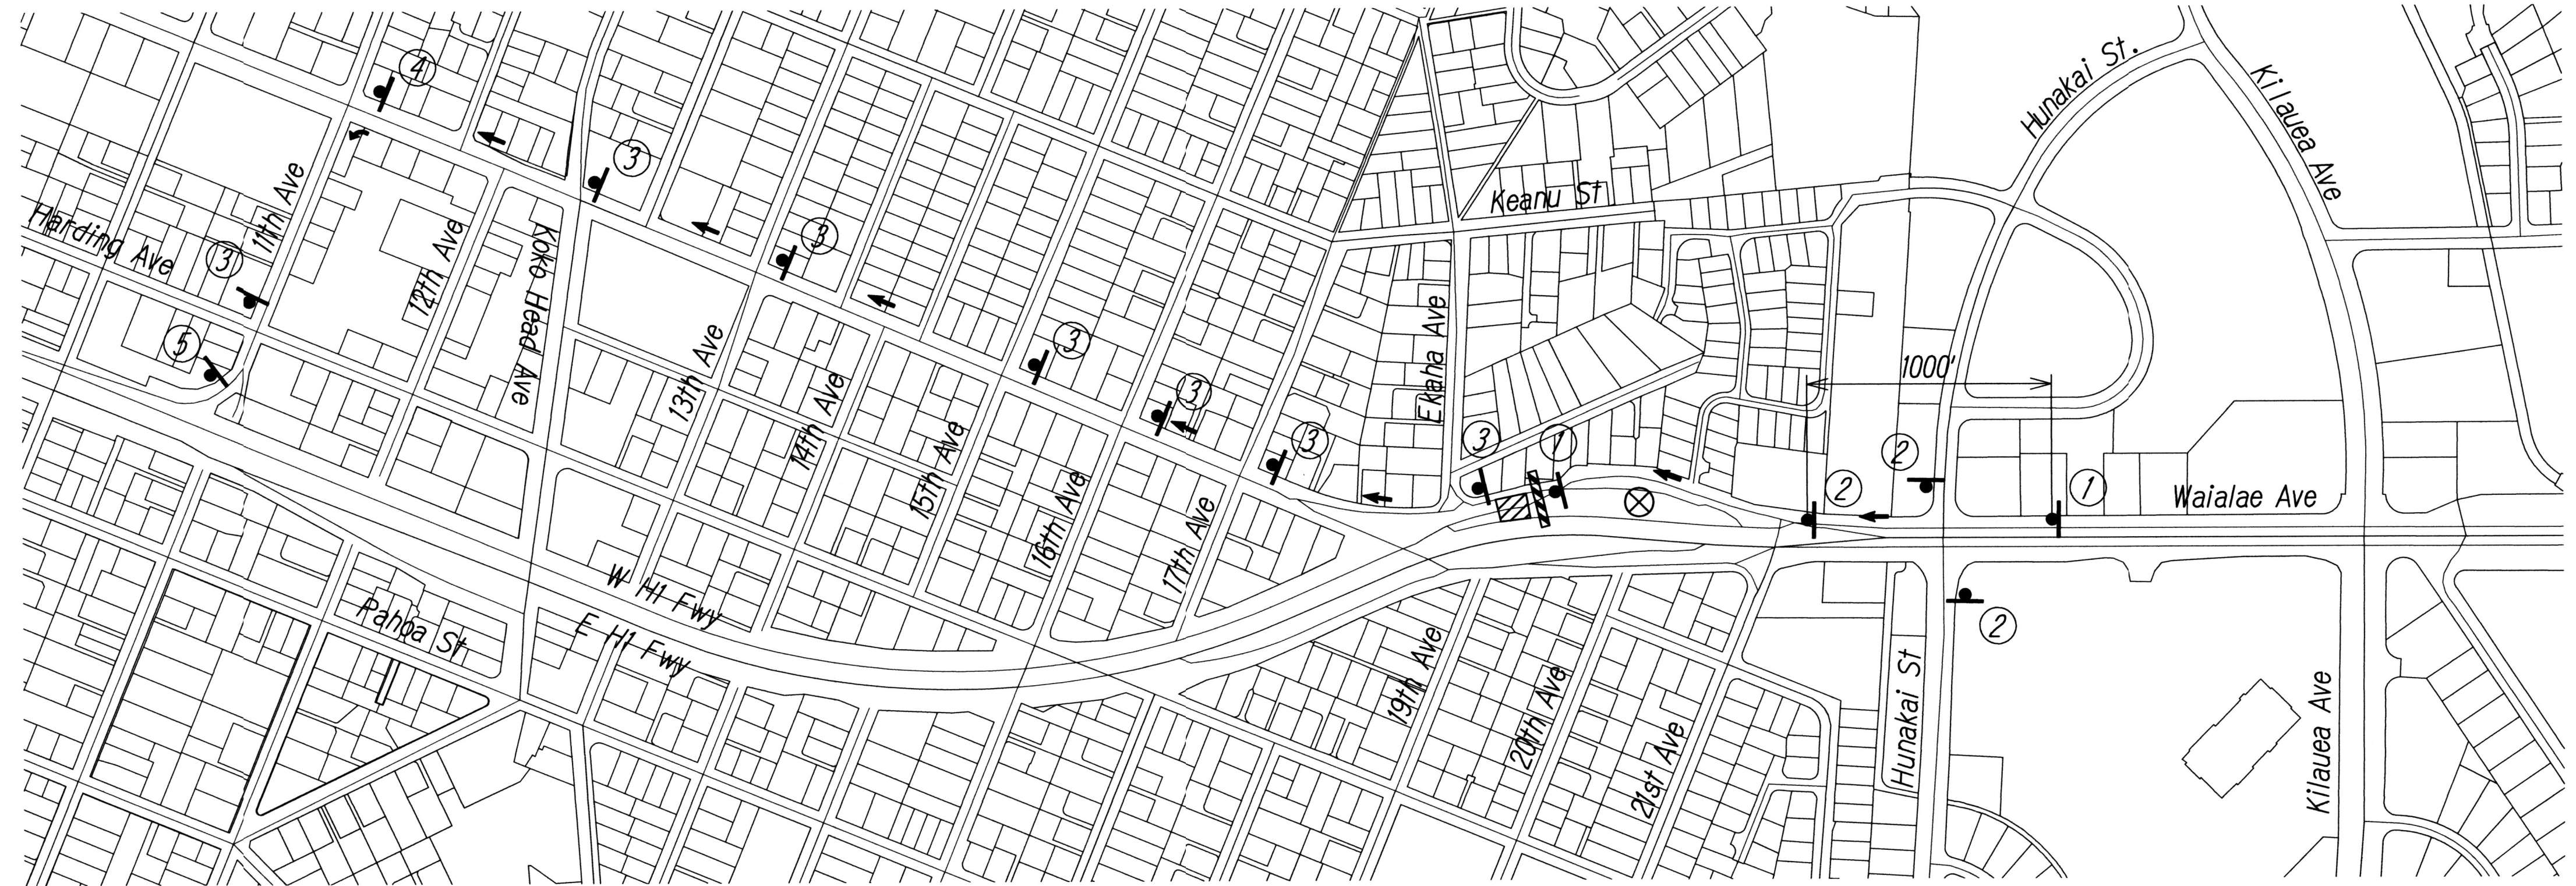 4
Hunakai St.
Kilauea Ave
3
11th Ave
Keanu St
Harding Ave
3
12th Ave
Koko Head Ave
3
5
13th Ave
14th Ave
15th Ave
3
3
Ekaha Ave
1000'
3
3
1
2
2
1
Waialae Ave
16th Ave
17th Ave
W H1 Fwy
E H1 Fwy
Pahoa St
2
19th Ave
20th Ave
21st Ave
Hunakai St
Kilauea Ave